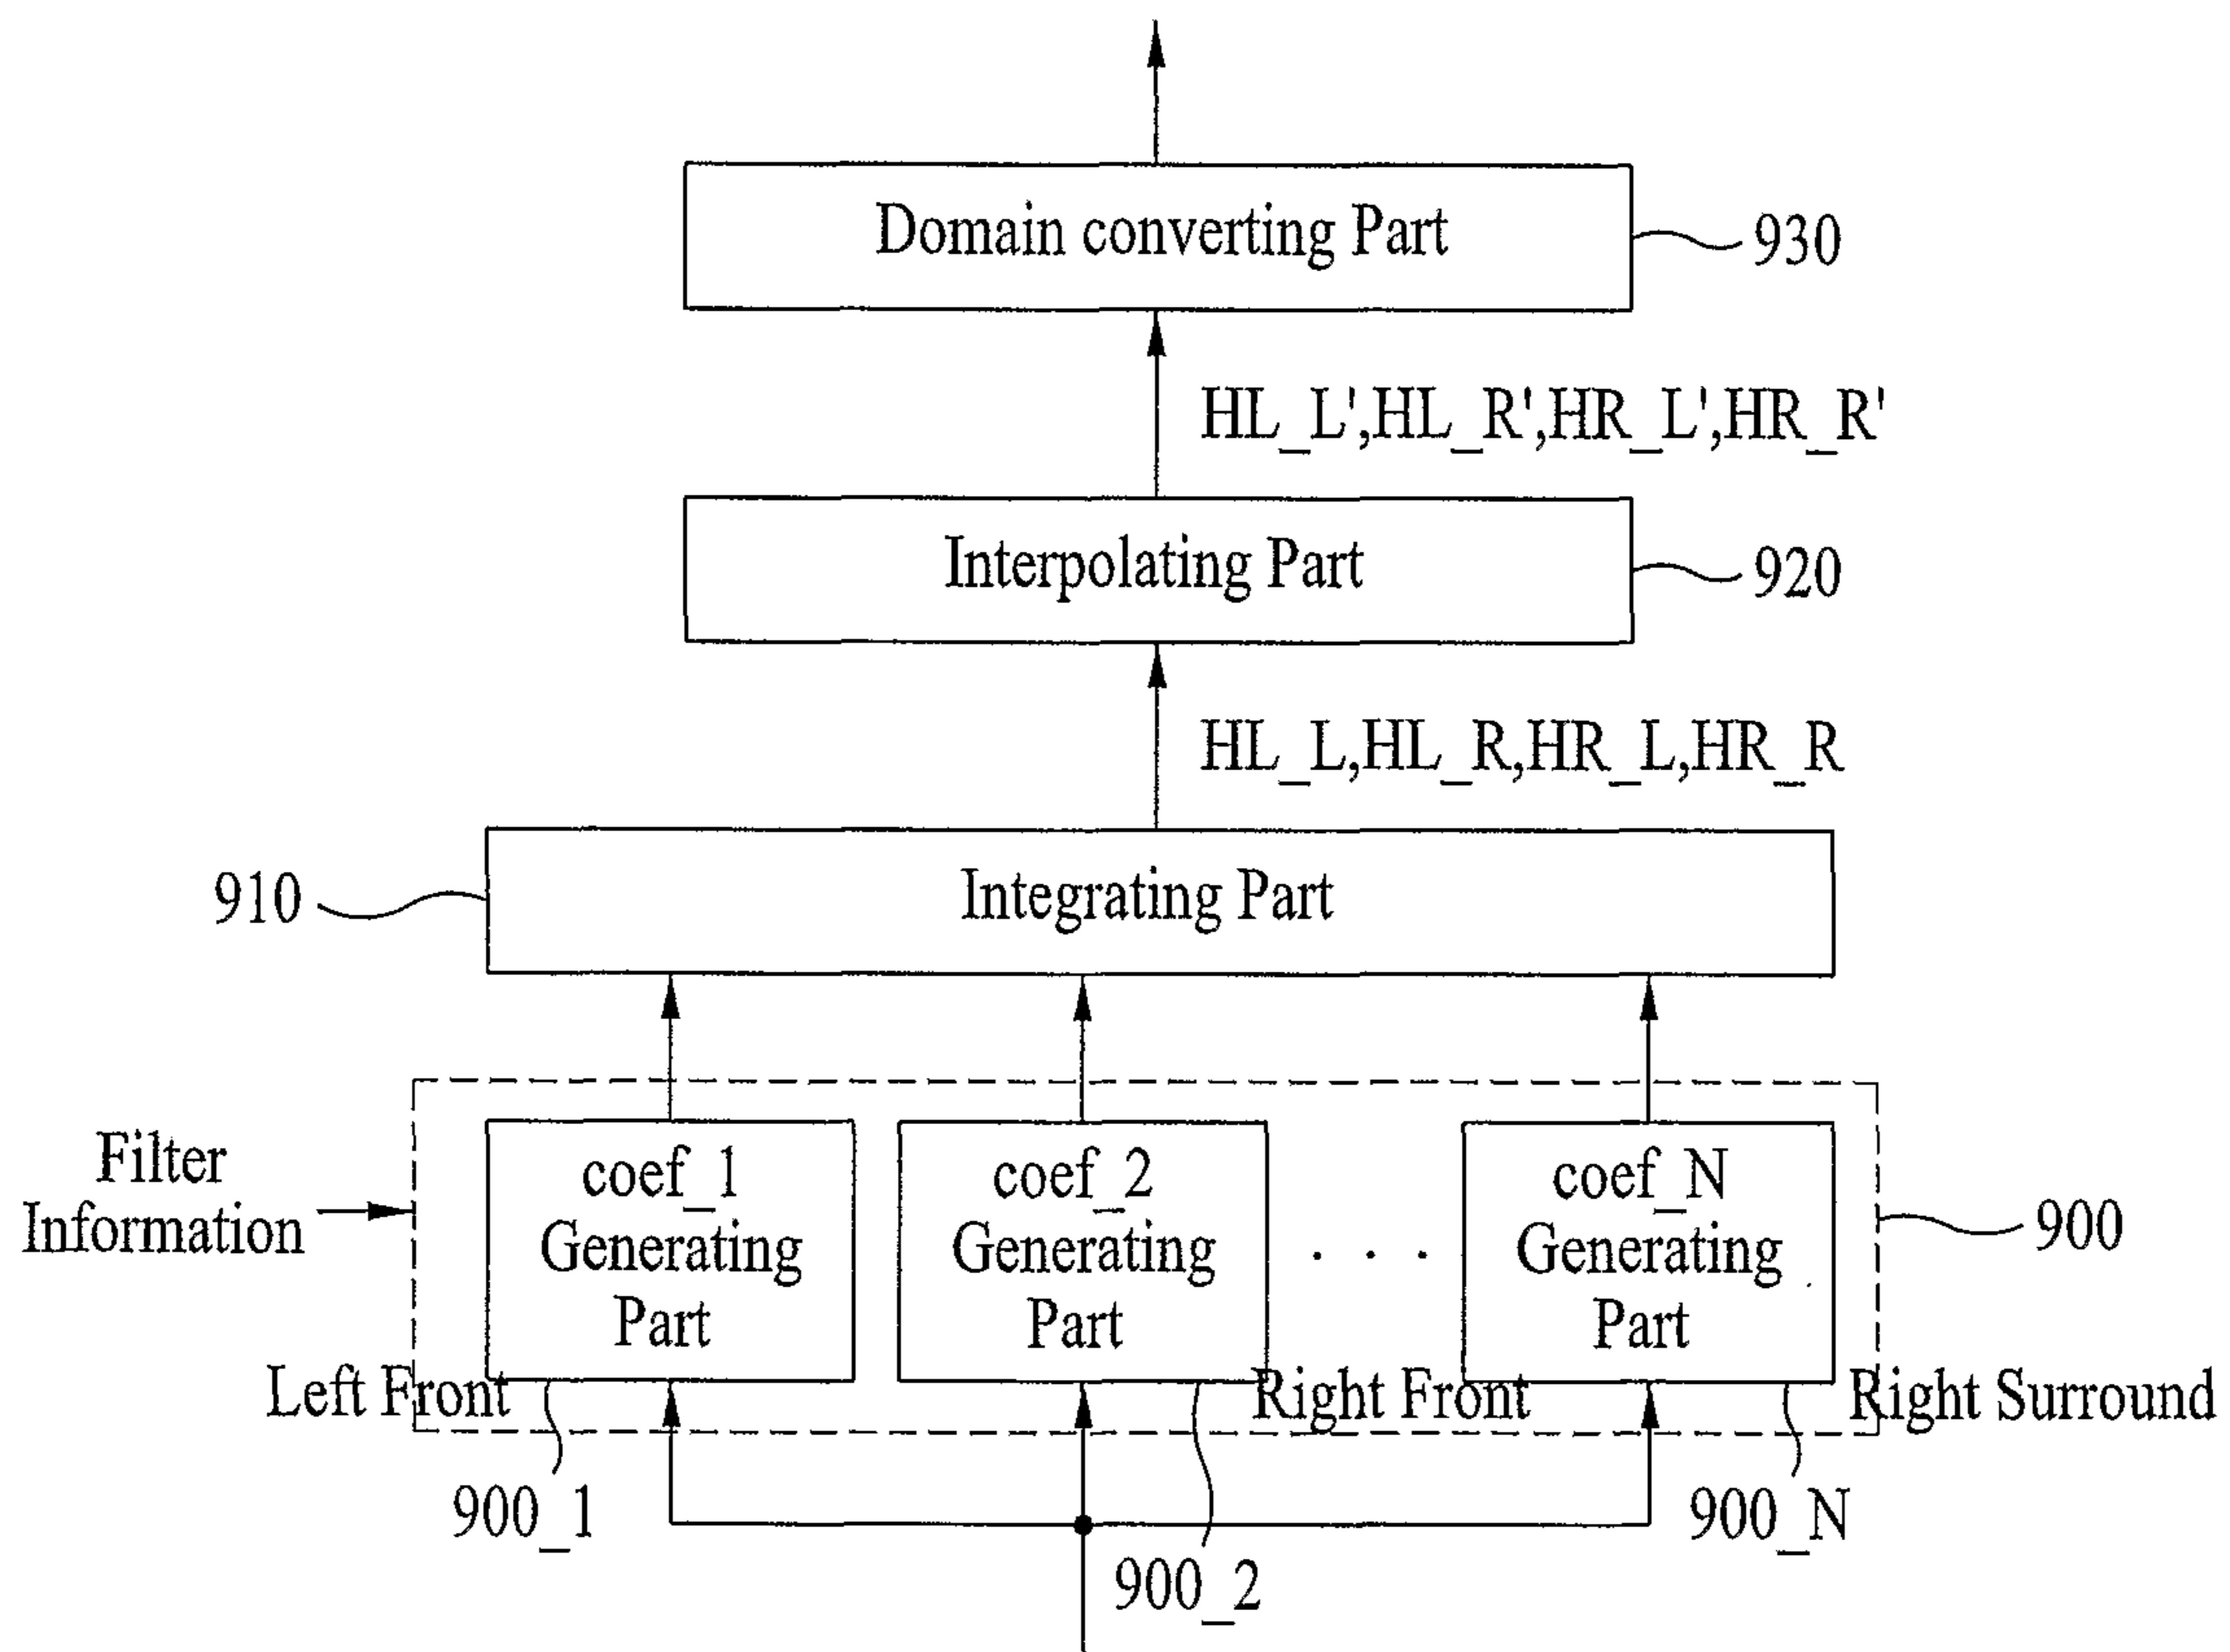 Domain converting Part
930
HL_L',HL_R',HR_L',HR_R'
Interpolating Part
920
HL_L,HL_R,HR_L,HR_R
910
Integrating Part
Filter
Information
coef_1
Generating
Part
coef_2
Generating
Part
. . .
coef_N
Generating
Part
900
Left Front
Right Front
Right Surround
900_1
900_2
900_N